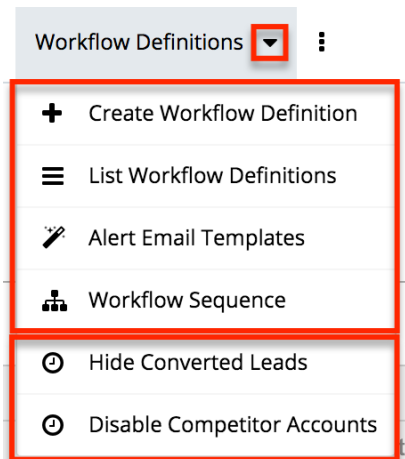 Workflow Definitions
Create Workflow Definition
List Workflow Definitions
Alert Email Templates
Workflow Sequence
Hide Converted Leads
Disable Competitor Accounts